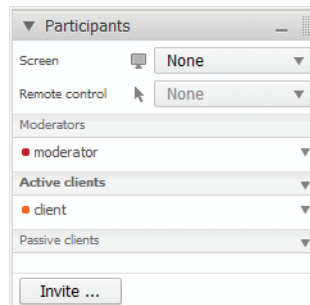 Participants
Screen None
Remote control None
Moderators
moderator
Active clients
client
Passive clients
Invite ...